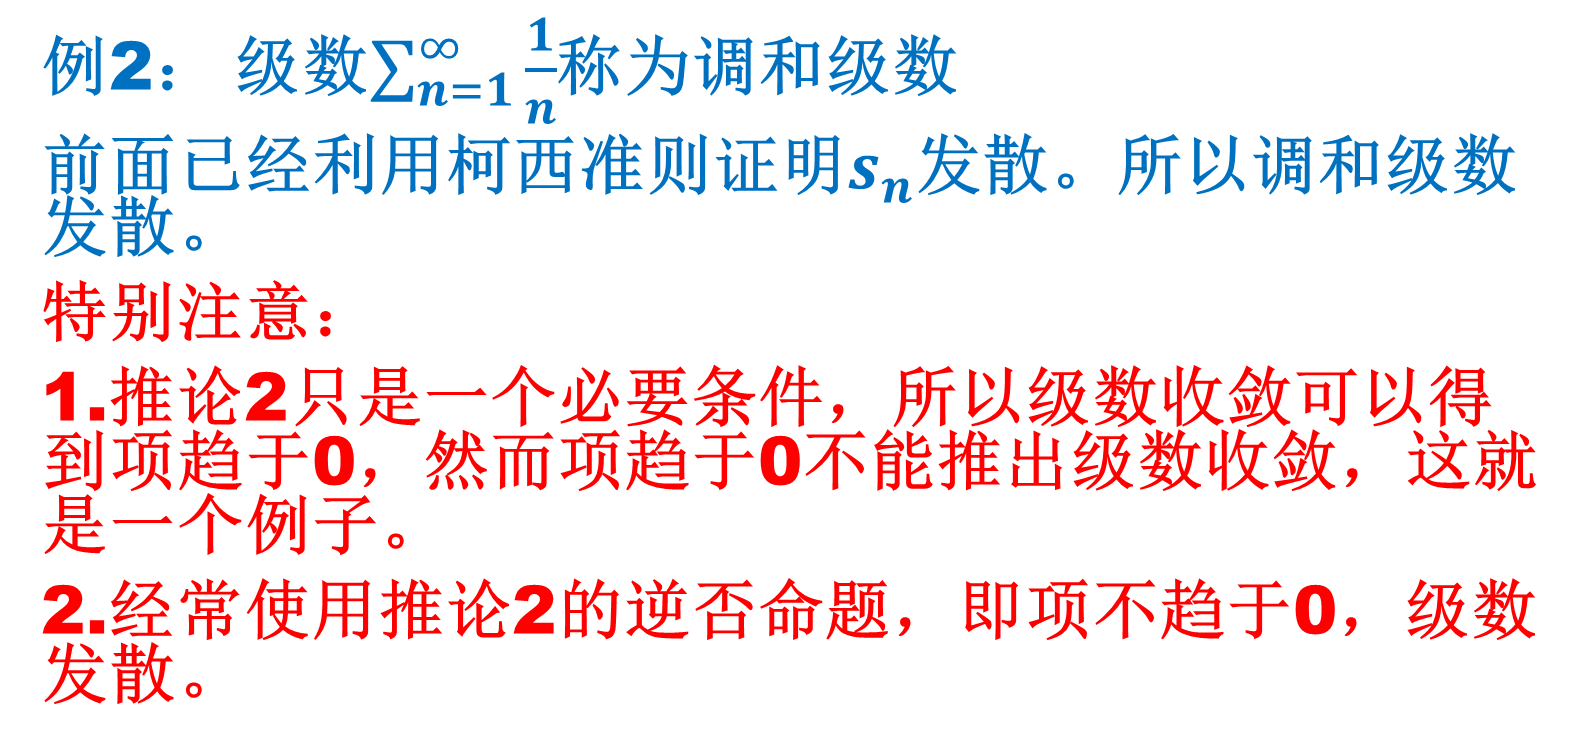 例2： 级数∑_{n=1}^{∞} 1/n 称为调和级数
前面已经利用柯西准则证明s_n发散。所以调和级数
发散。
特别注意：
1.推论2只是一个必要条件，所以级数收敛可以得
到项趋于0，然而项趋于0不能推出级数收敛，这就
是一个例子。
2.经常使用推论2的逆否命题，即项不趋于0，级数
发散。